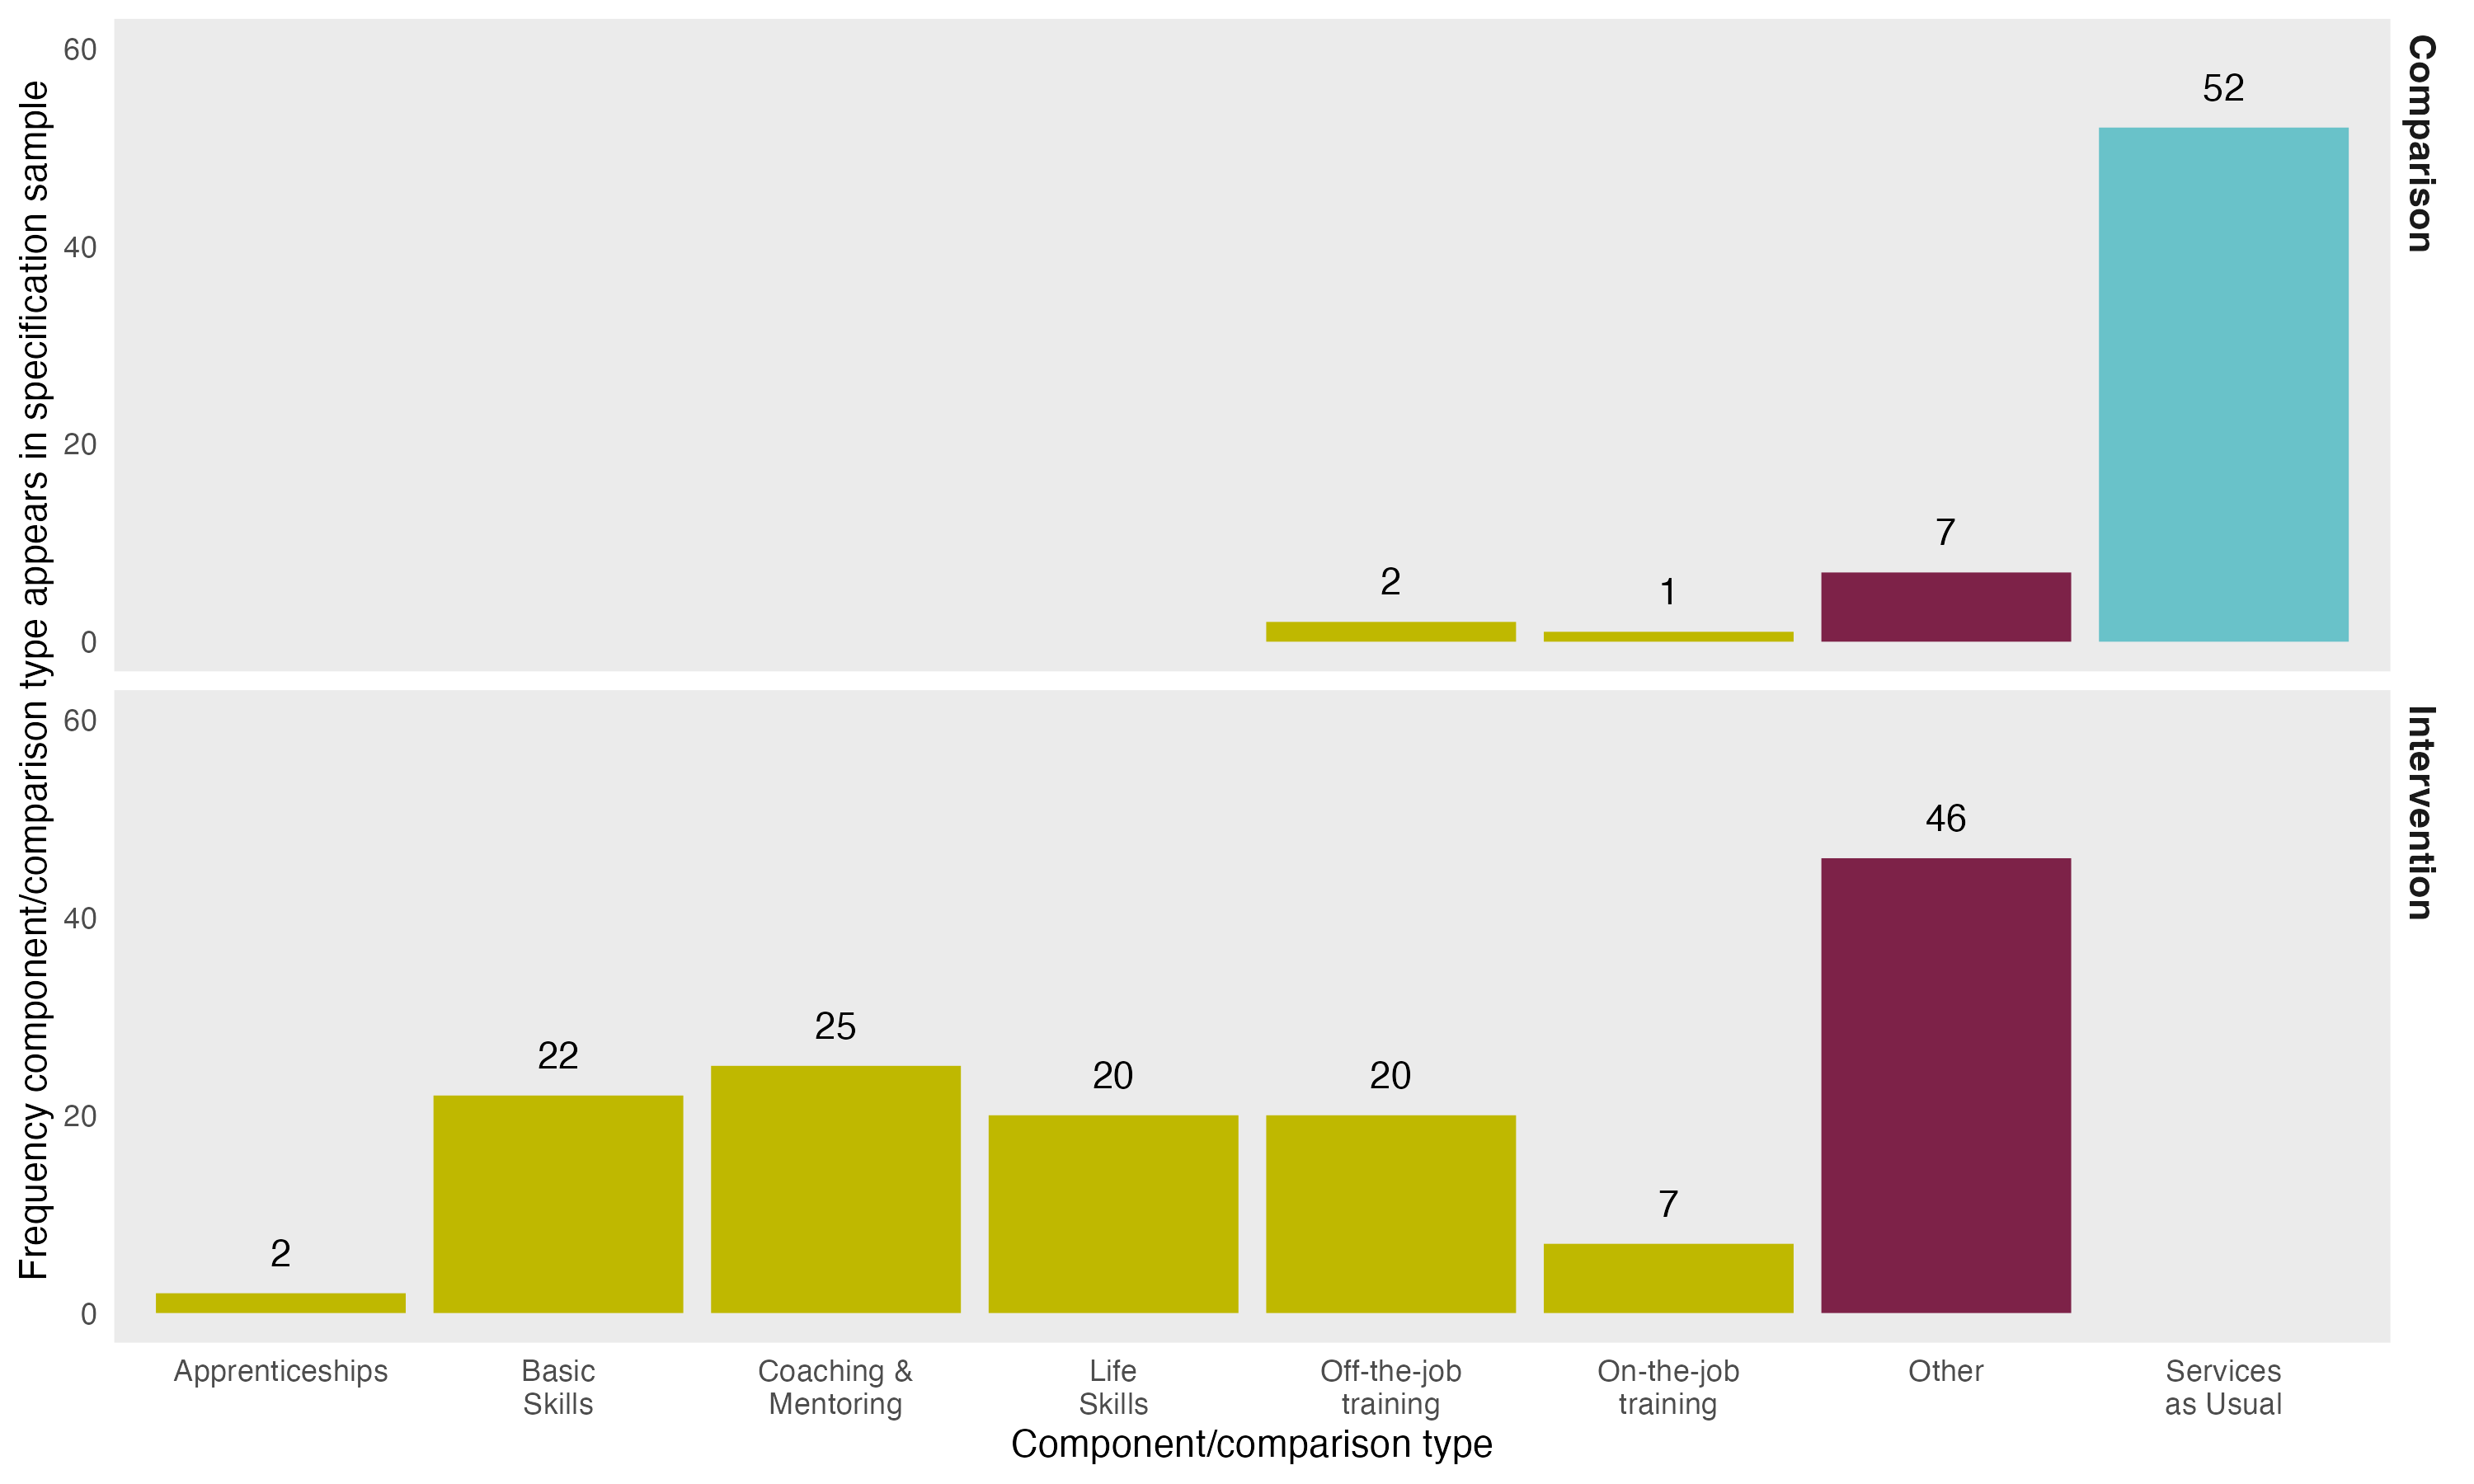 Frequency component/comparison type appears in specification sample
60
40
20
0
2
1
7
52
Comparison
60
40
20
0
2
22
25
20
20
7
46
Intervention
Apprenticeships
Basic
Skills
Coaching &
Mentoring
Life
Skills
Off-the-job
training
On-the-job
training
Other
Services
as Usual
Component/comparison type